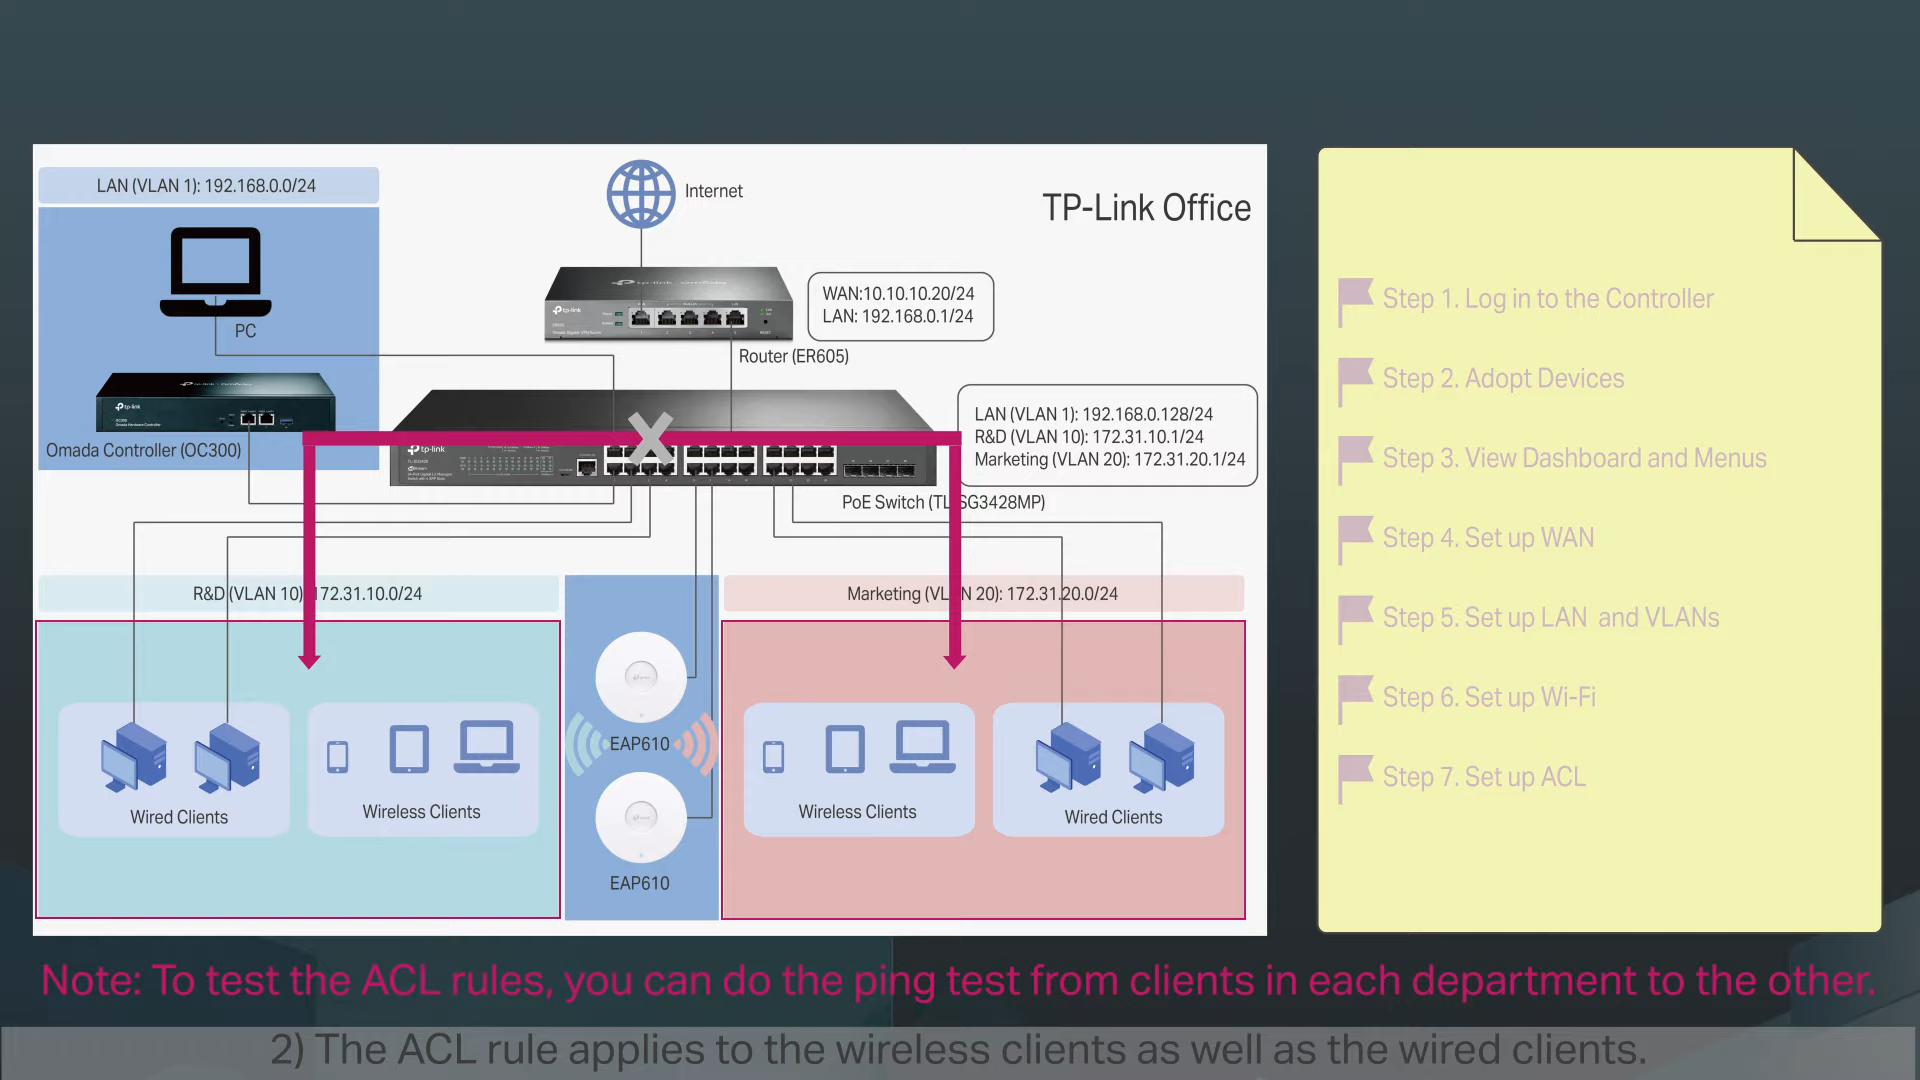 LAN (VLAN 1): 192.168.0.0/24
Internet
TP-Link Office
PC
tp-link
WAN:10.10.10.20/24
LAN: 192.168.0.1/24
Router (ER605)
tp-link
Omada Controller (OC300)
tp-link
LAN (VLAN 1): 192.168.0.128/24
R&D (VLAN 10): 172.31.10.1/24
Marketing (VLAN 20): 172.31.20.1/24
PoE Switch (TL-SG3428MP)
R&D (VLAN 10): 172.31.10.0/24
Marketing (VLAN 20): 172.31.20.0/24
EAP610
Wired Clients
Wireless Clients
Wireless Clients
Wired Clients
EAP610
Step 1. Log in to the Controller
Step 2. Adopt Devices
Step 3. View Dashboard and Menus
Step 4. Set up WAN
Step 5. Set up LAN and VLANs
Step 6. Set up Wi-Fi
Step 7. Set up ACL
Note: To test the ACL rules, you can do the ping test from clients in each department to the other.
2) The ACL rule applies to the wireless clients as well as the wired clients.